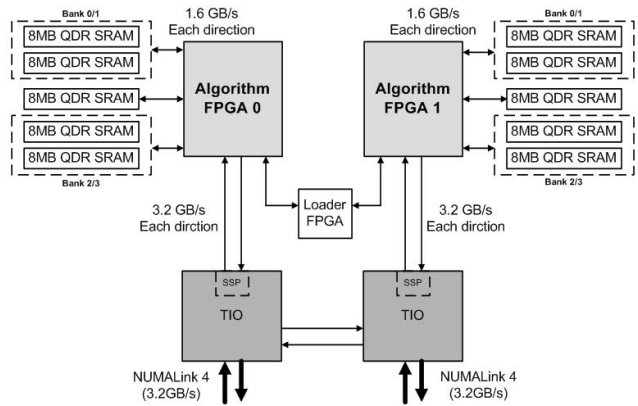 Bank 0/1
8MB QDR SRAM
8MB QDR SRAM
8MB QDR SRAM
8MB QDR SRAM
8MB QDR SRAM
Bank 2/3
1.6 GB/s
Each direction
Algorithm
FPGA 0
1.6 GB/s
Each direction
Algorithm
FPGA 1
Bank 0/1
8MB QDR SRAM
8MB QDR SRAM
8MB QDR SRAM
8MB QDR SRAM
8MB QDR SRAM
Bank 2/3
Loader
FPGA
3.2 GB/s
Each dirction
3.2 GB/s
Each dirction
SSP
TIO
SSP
TIO
NUMALink 4
(3.2GB/s)
NUMALink 4
(3.2GB/s)